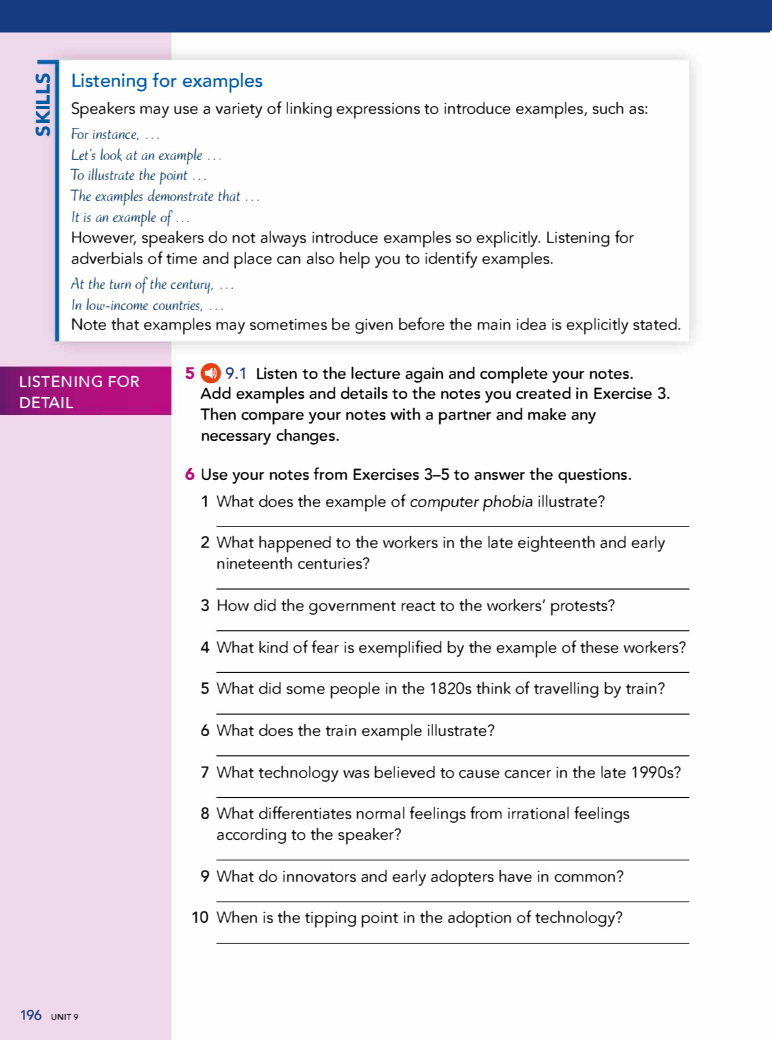 SKILLS
Listening for examples
Speakers may use a variety of linking expressions to introduce examples, such as:
For instance, ...
Let's look at an example ...
To illustrate the point ...
The examples demonstrate that ...
It is an example of ...
However, speakers do not always introduce examples so explicitly. Listening for
adverbials of time and place can also help you to identify examples.
At the turn of the century, ...
In low-income countries, ...
Note that examples may sometimes be given before the main idea is explicitly stated.
LISTENING FOR
DETAIL
5 9.1 Listen to the lecture again and complete your notes.
Add examples and details to the notes you created in Exercise 3.
Then compare your notes with a partner and make any
necessary changes.
6 Use your notes from Exercises 3–5 to answer the questions.
1 What does the example of computer phobia illustrate?
2 What happened to the workers in the late eighteenth and early
nineteenth centuries?
3 How did the government react to the workers' protests?
4 What kind of fear is exemplified by the example of these workers?
5 What did some people in the 1820s think of travelling by train?
6 What does the train example illustrate?
7 What technology was believed to cause cancer in the late 1990s?
8 What differentiates normal feelings from irrational feelings
according to the speaker?
9 What do innovators and early adopters have in common?
10 When is the tipping point in the adoption of technology?
196 UNIT 9